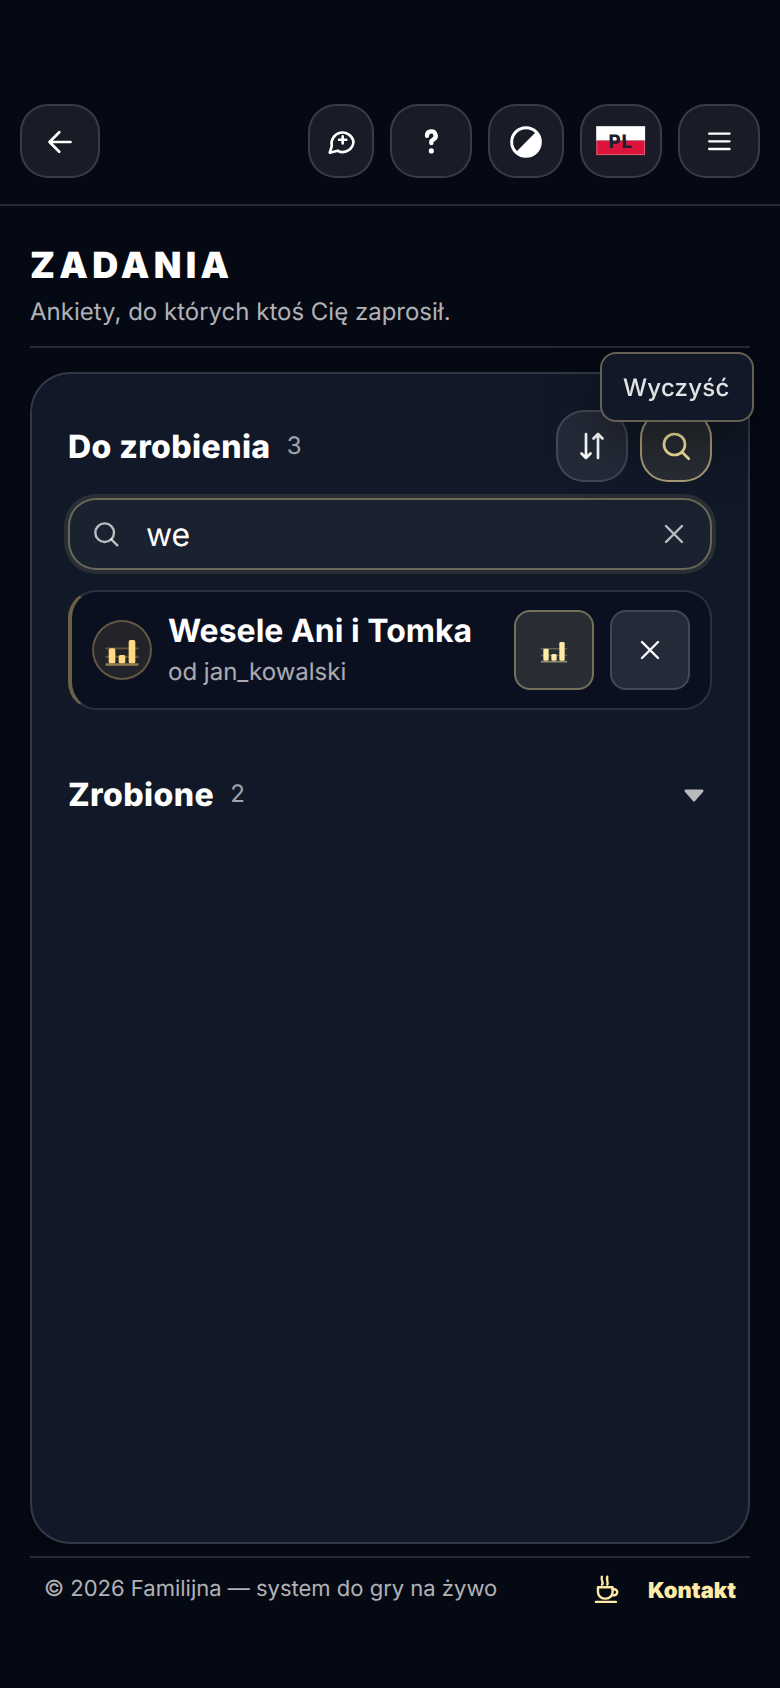 PL
ZADANIA
Ankiety, do których ktoś Cię zaprosił.
Wyczyść
Do zrobienia 3
we
Wesele Ani i Tomka
od jan_kowalski
Zrobione 2
© 2026 Familijna — system do gry na żywo
Kontakt